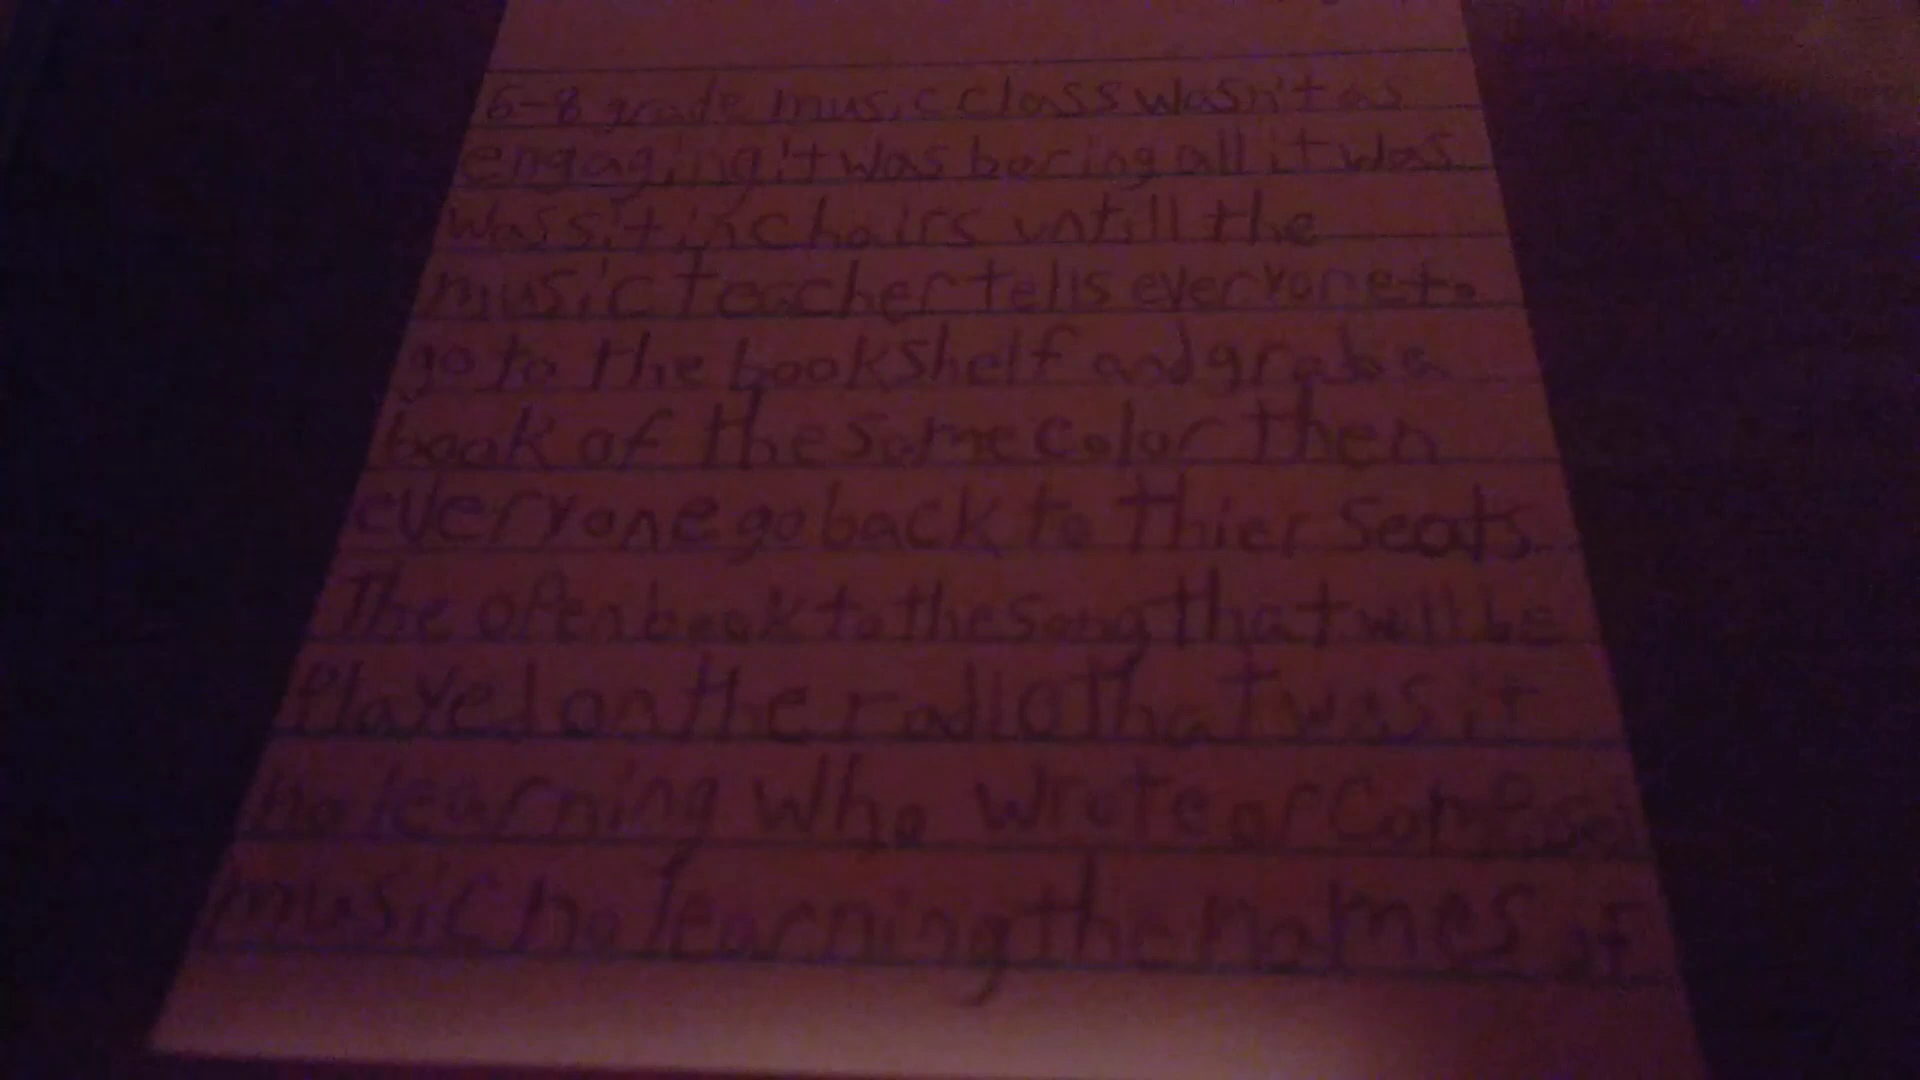 6-8 grade music class wasn't as
engaging it was boring all it was
was sit in chairs untill the
music teacher tells everyone to
go to the bookshelf and grab a
book of the same color then
everyone go back to thier seats.
The open book to the song that will be
Played on the radio That was it
no learning who wrote or Compose
music no learning the names of